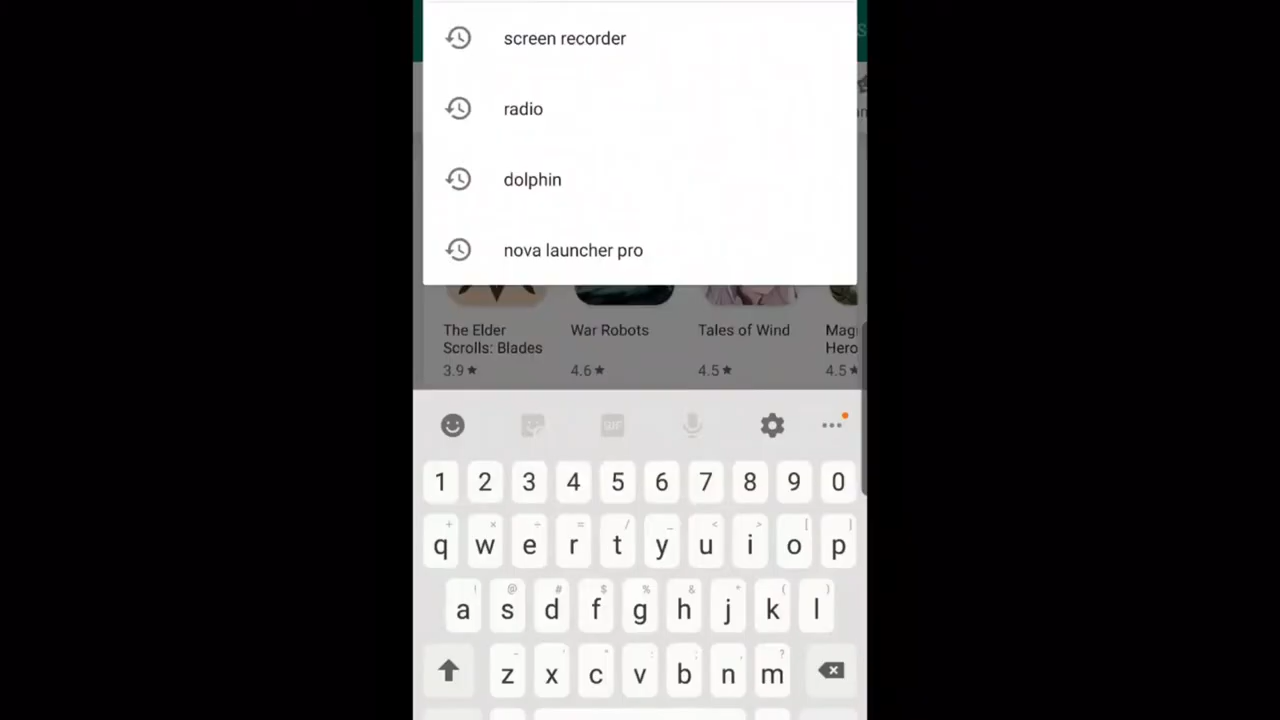 screen recorder
radio
dolphin
nova launcher pro
The Elder
Scrolls: Blades
War Robots
Tales of Wind
Hero
3.9★
4.6★
4.5★
4.5★
1 2 3 4 5 6 7 8 9 0
q w e r t y u i o p
a s d f g h j k l
z x c v b n m